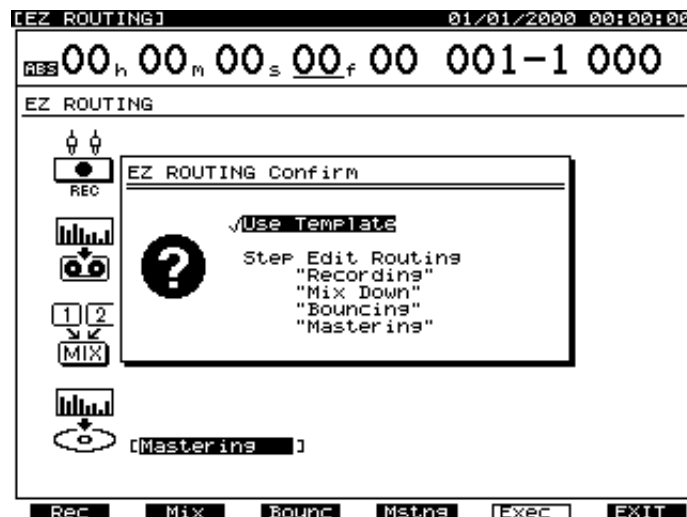 [EZ ROUTING] 01/01/2000 00:00:00
ABS 00h 00m 00s 00f 00 001-1 000
EZ ROUTING
REC
EZ ROUTING Confirm
?
√Use Template
Step Edit Routing
"Recording"
"Mix Down"
"Bouncing"
"Mastering"
1 2
MIX
[Mastering ]
Rec Mix Bounc Mstng Exec EXIT